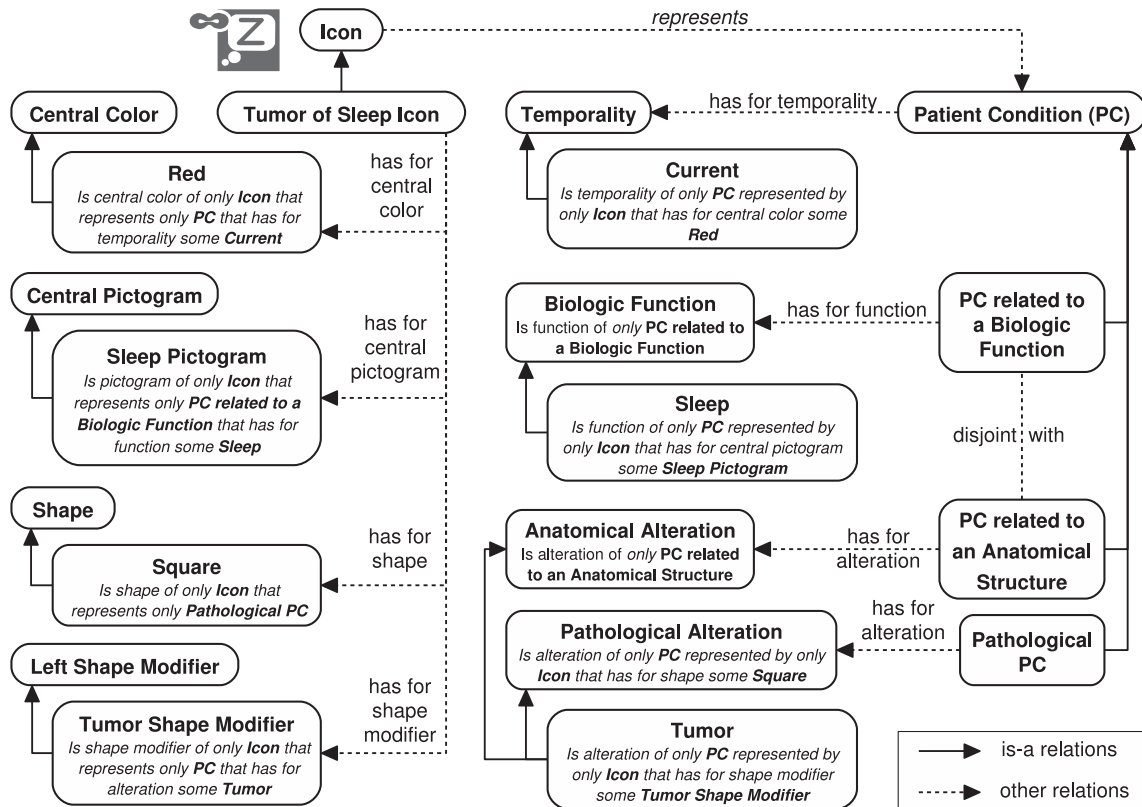 Z
Icon
represents
Central Color
Tumor of Sleep Icon
Temporality
has for temporality
Patient Condition (PC)
Red
Is central color of only Icon that
represents only PC that has for
temporality some Current
has for
central
color
Current
Is temporality of only PC represented by
only Icon that has for central color some
Red
Central Pictogram
Sleep Pictogram
Is pictogram of only Icon that
represents only PC related to a
Biologic Function that has for
function some Sleep
has for
central
pictogram
Biologic Function
Is function of only PC related to
a Biologic Function
has for function
PC related to
a Biologic
Function
Sleep
Is function of only PC represented by
only Icon that has for central pictogram
some Sleep Pictogram
disjoint with
Shape
Square
Is shape of only Icon that
represents only Pathological PC
has for
shape
Anatomical Alteration
Is alteration of only PC related
to an Anatomical Structure
has for
alteration
PC related to
an Anatomical
Structure
Pathological Alteration
Is alteration of only PC represented by only
Icon that has for shape some Square
has for
alteration
Pathological
PC
Left Shape Modifier
Tumor Shape Modifier
Is shape modifier of only Icon that
represents only PC that has for
alteration some Tumor
has for
shape
modifier
Tumor
Is alteration of only PC represented by
only Icon that has for shape modifier
some Tumor Shape Modifier
is-a relations
other relations